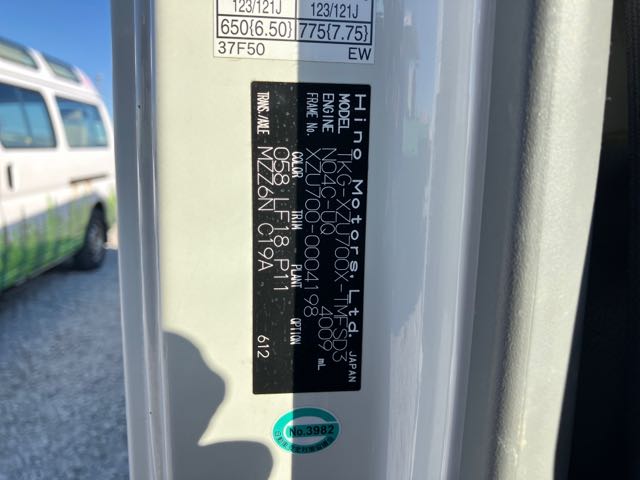 123/121J 123/121J
650{6.50} 775{7.75}
37F50 EW
Hino Motors, Ltd. JAPAN
MODEL TKG-XZU700X-TMFSD3
ENGINE N04C-UQ 4009 mL
FRAME No. XZU700-0004198
COLOR TRIM PLANT OPTION
058 LF18 P11
TRANS./AXLE MZZ6N C19A 612
No.3982